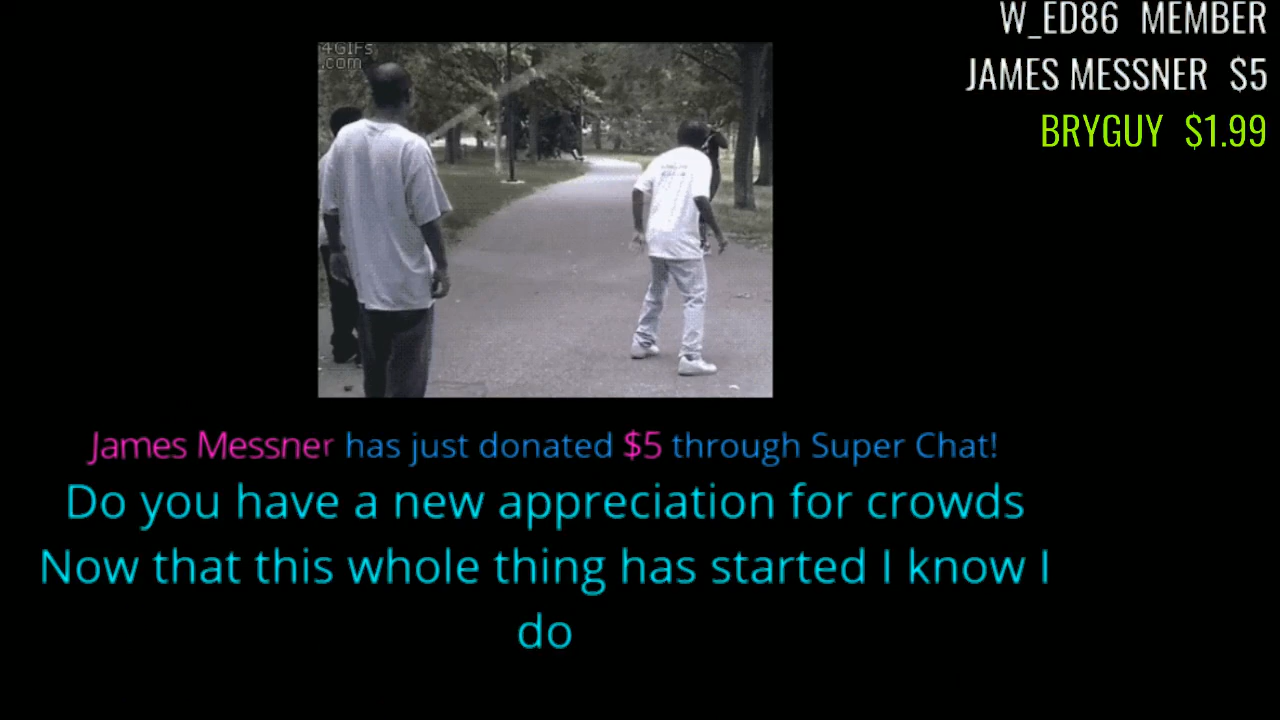 W_ED86 MEMBER
JAMES MESSNER $5
BRYGUY $1.99
4GIFs
.com
James Messner has just donated $5 through Super Chat!
Do you have a new appreciation for crowds
Now that this whole thing has started I know I
do